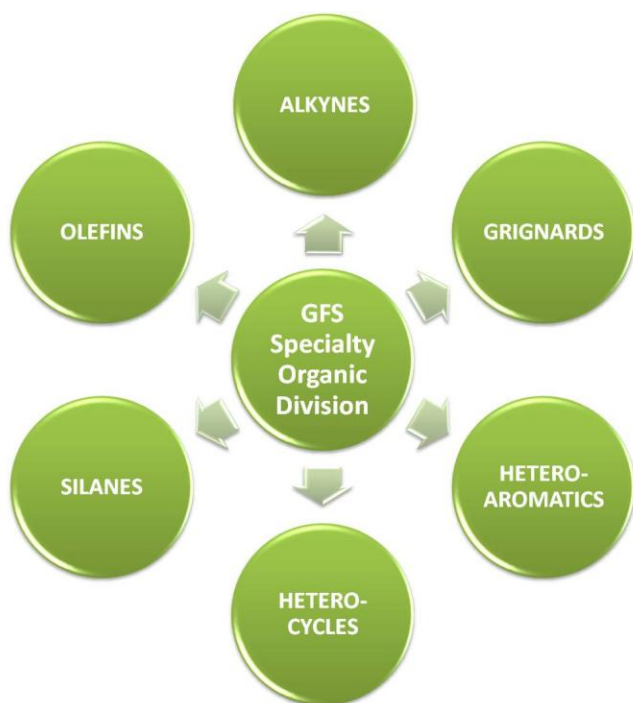 ALKYNES
OLEFINS
GRIGNARDS
GFS
Specialty
Organic
Division
SILANES
HETERO-
AROMATICS
HETERO-
CYCLES